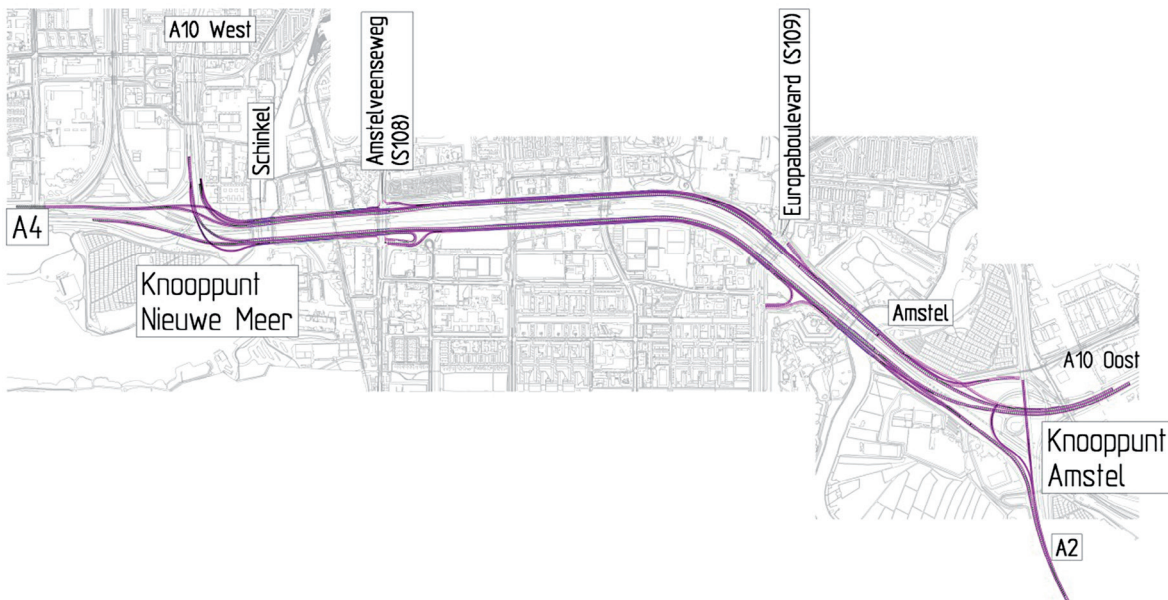 A10 West
Schinkel
Amstelveenseweg
(S108)
Europaboulevard (S109)
A4
Knooppunt
Nieuwe Meer
Amstel
A10 Oost
Knooppunt
Amstel
A2